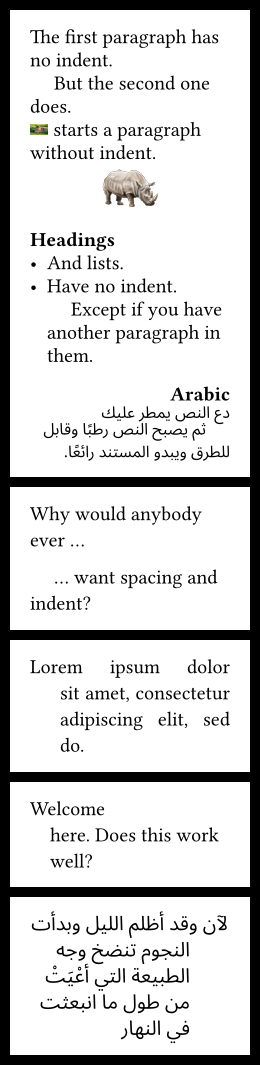 The first paragraph has
no indent.
But the second one
does.
starts a paragraph
without indent.
Headings
• And lists.
• Have no indent.
Except if you have
another paragraph in
them.
Arabic
دع النص يمطر عليك
ثم يصبح النص رطبًا وقابل
للطرق ويبدو المستند رائعًا.
Why would anybody
ever …
… want spacing and
indent?
Lorem ipsum dolor
sit amet, consectetur
adipiscing elit, sed
do.
Welcome
here. Does this work
well?
لآن وقد أظلم الليل وبدأت
النجوم تنضخ وجه
الطبيعة التي أعْيَتْ
من طول ما انبعثت
في النهار